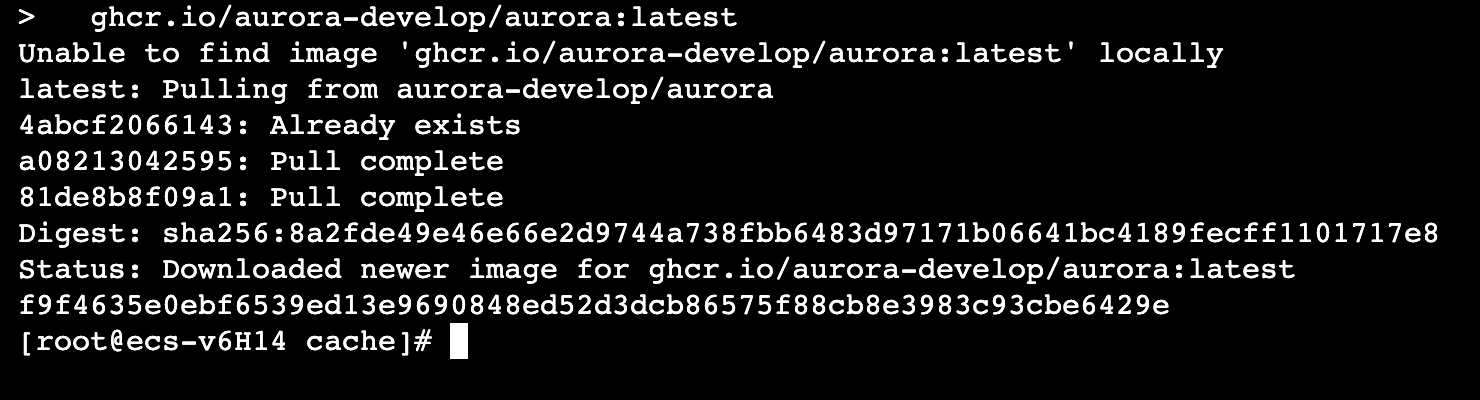 >   ghcr.io/aurora-develop/aurora:latest
Unable to find image 'ghcr.io/aurora-develop/aurora:latest' locally
latest: Pulling from aurora-develop/aurora
4abcf2066143: Already exists
a08213042595: Pull complete
81de8b8f09a1: Pull complete
Digest: sha256:8a2fde49e46e66e2d9744a738fbb6483d97171b06641bc4189fecff1101717e8
Status: Downloaded newer image for ghcr.io/aurora-develop/aurora:latest
f9f4635e0ebf6539ed13e9690848ed52d3dcb86575f88cb8e3983c93cbe6429e
[root@ecs-v6H14 cache]#